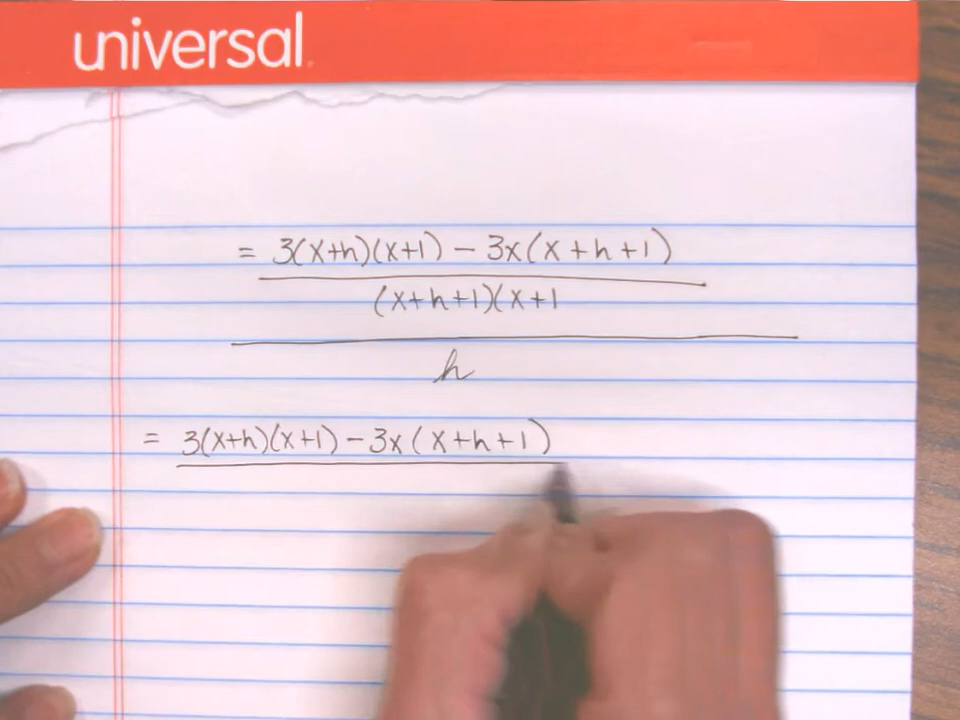 universal
= 3(x+h)(x+1) - 3x(x+h+1)
(x+h+1)(x+1
h
= 3(x+h)(x+1) - 3x(x+h+1)